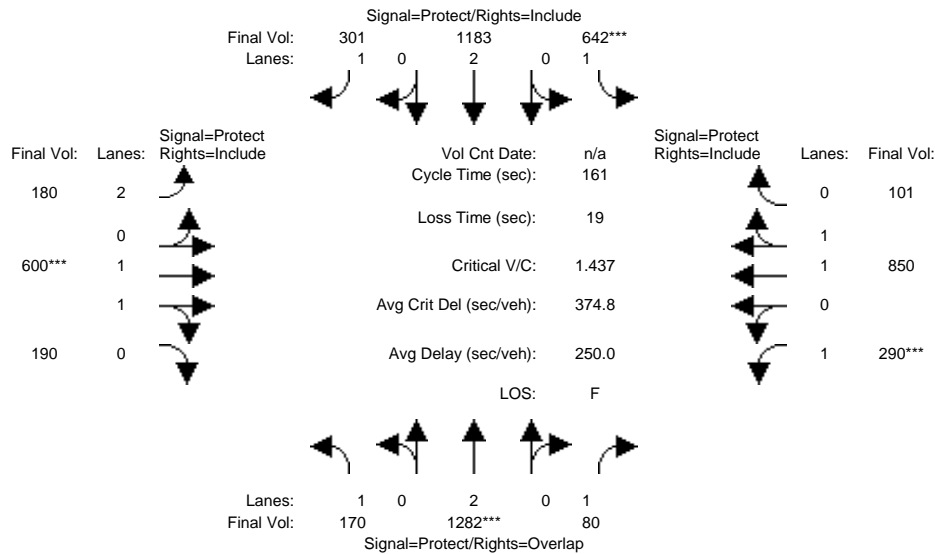 Signal=Protect/Rights=Include
Final Vol: 301 1183 642***
Lanes: 1 0 2 0 1
Signal=Protect Signal=Protect
Final Vol: Lanes: Rights=Include Vol Cnt Date: n/a Rights=Include Lanes: Final Vol:
Cycle Time (sec): 161
180 2 0 101
Loss Time (sec): 19
0 1
600*** 1 Critical V/C: 1.437 1 850
1 Avg Crit Del (sec/veh): 374.8 0
190 0 Avg Delay (sec/veh): 250.0 1 290***
LOS: F
Lanes: 1 0 2 0 1
Final Vol: 170 1282*** 80
Signal=Protect/Rights=Overlap